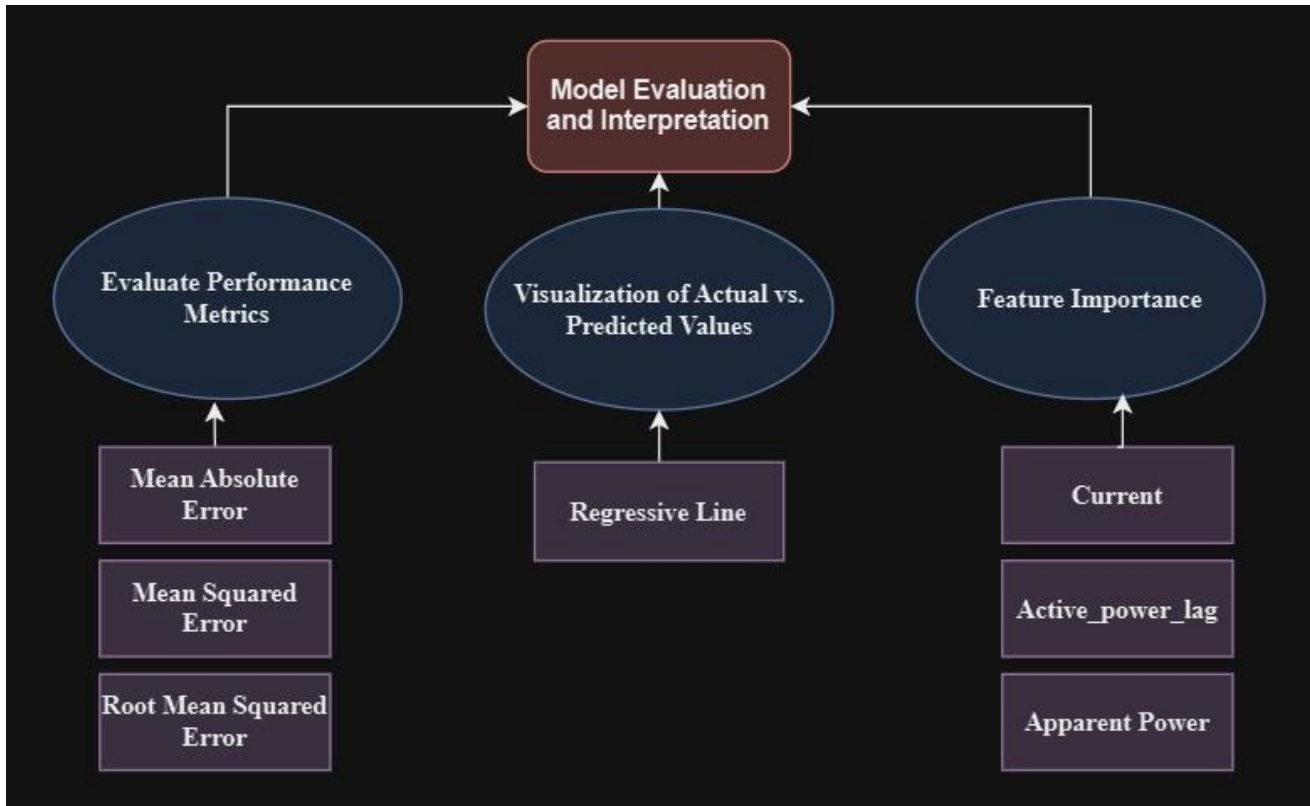 Model Evaluation
and Interpretation
Evaluate Performance
Metrics
Visualization of Actual vs.
Predicted Values
Feature Importance
Mean Absolute
Error
Regressive Line
Current
Mean Squared
Error
Active_power_lag
Root Mean Squared
Error
Apparent Power